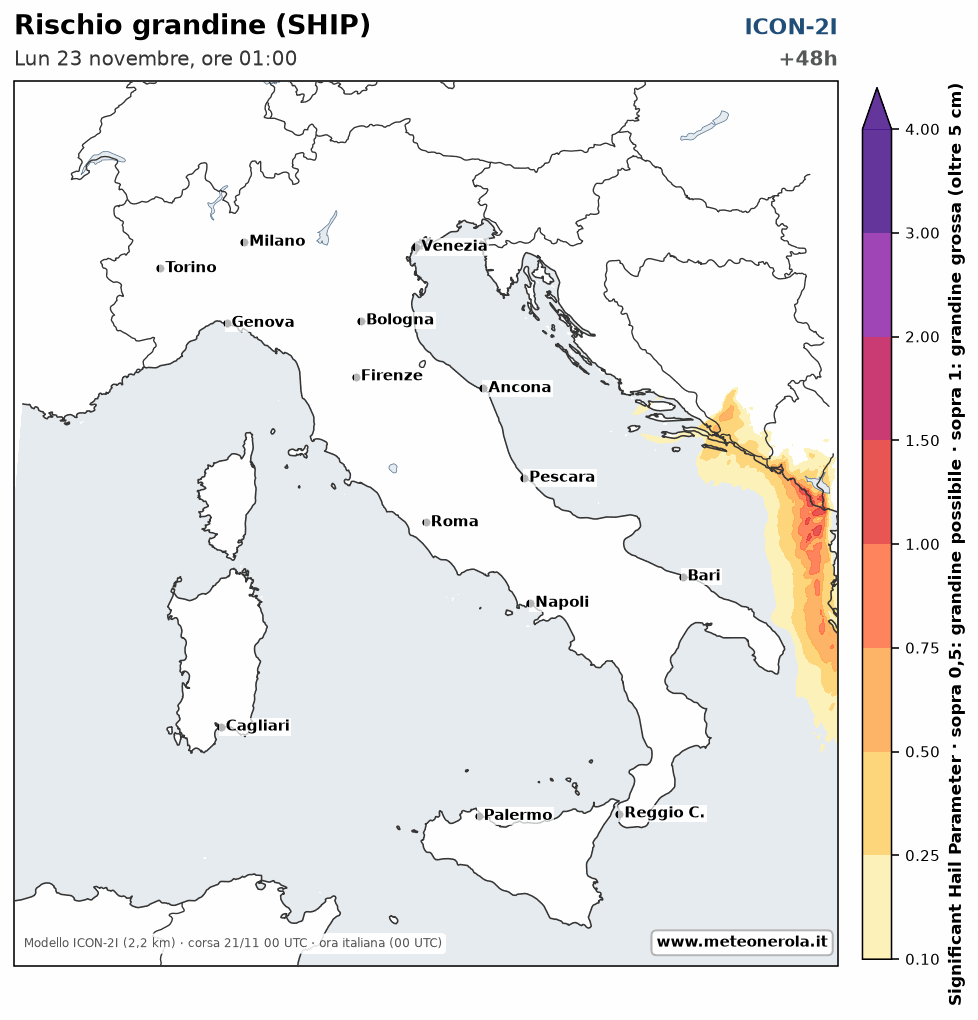 Rischio grandine (SHIP)
ICON-2I
Lun 23 novembre, ore 01:00
+48h
Milano
Venezia
Torino
Genova
Bologna
Firenze
Ancona
Pescara
Roma
Bari
Napoli
Cagliari
Palermo
Reggio C.
Modello ICON-2I (2,2 km) · corsa 21/11 00 UTC · ora italiana (00 UTC)
www.meteonerola.it
4.00
3.00
2.00
1.50
1.00
0.75
0.50
0.25
0.10
Significant Hail Parameter · sopra 0,5: grandine possibile · sopra 1: grandine grossa (oltre 5 cm)